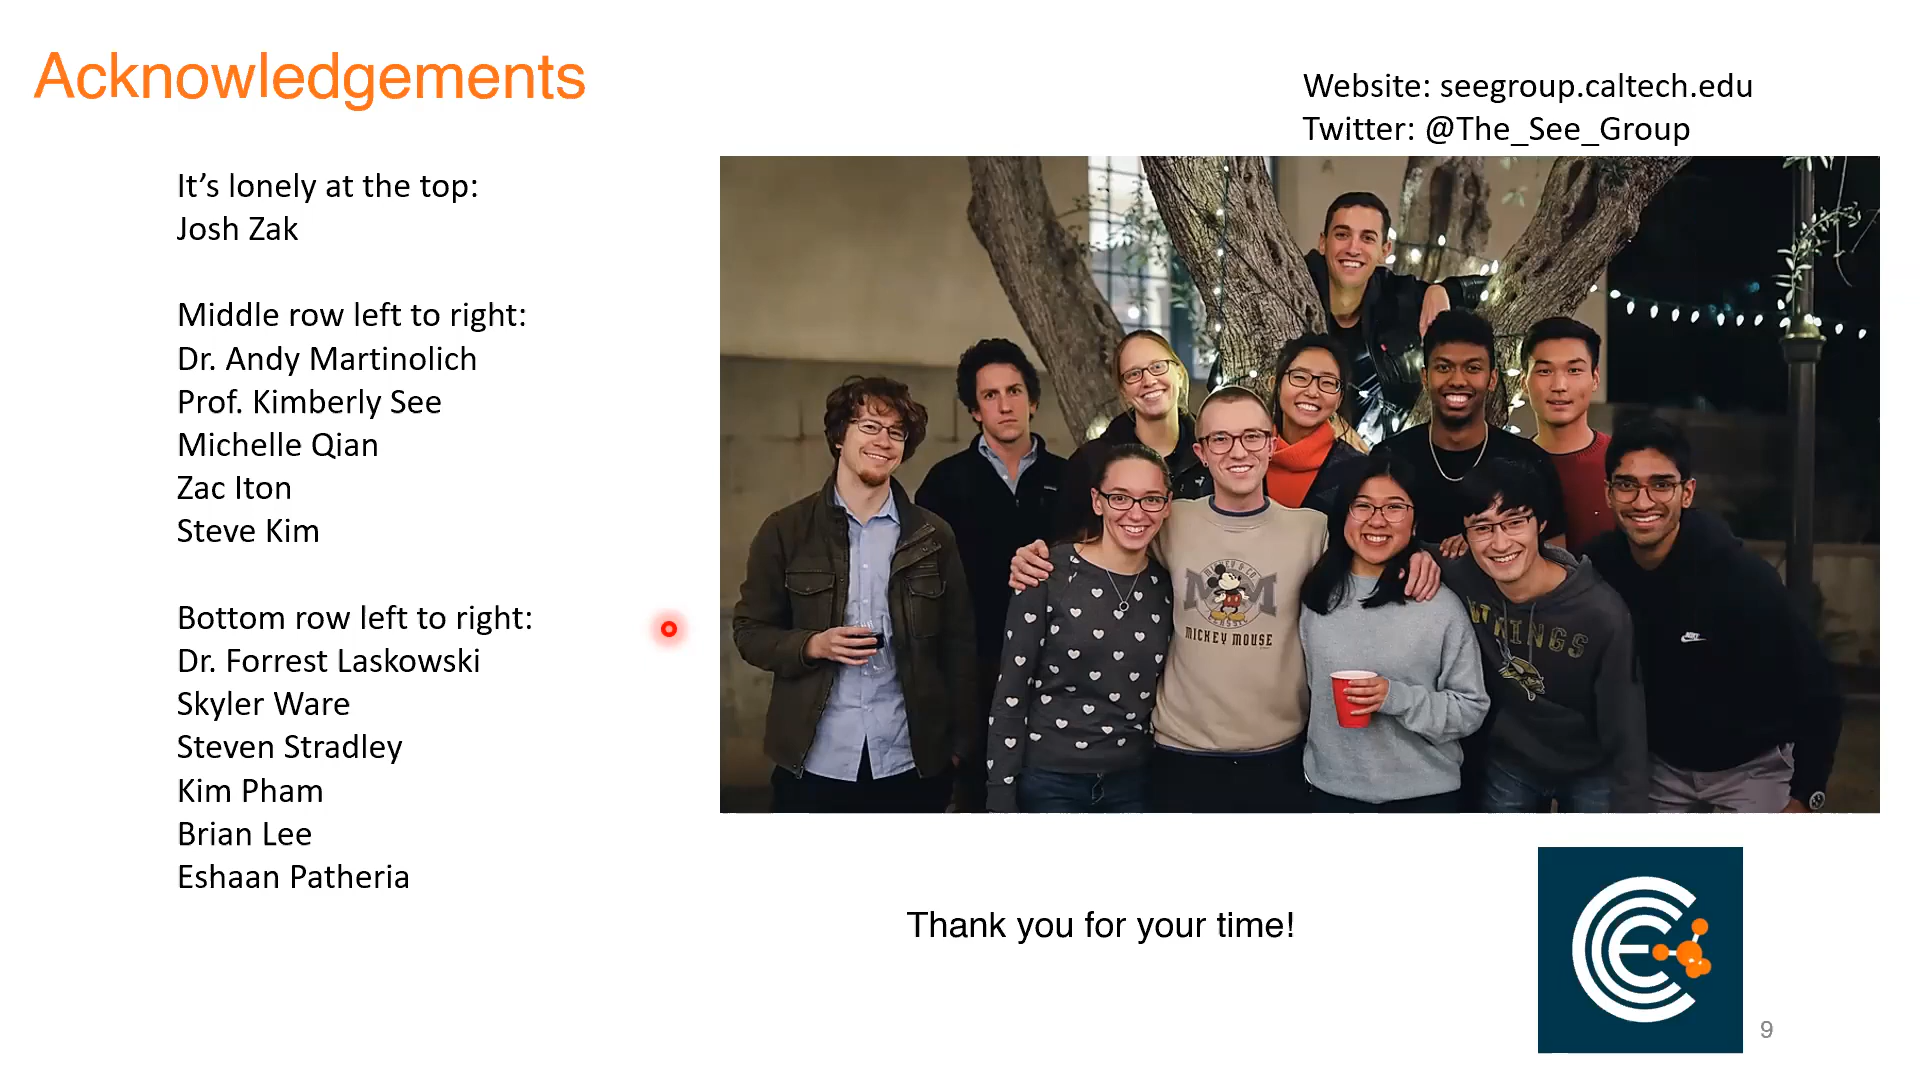 Acknowledgements
Website: seegroup.caltech.edu
Twitter: @The_See_Group
It’s lonely at the top:
Josh Zak
Middle row left to right:
Dr. Andy Martinolich
Prof. Kimberly See
Michelle Qian
Zac Iton
Steve Kim
Bottom row left to right:
Dr. Forrest Laskowski
Skyler Ware
Steven Stradley
Kim Pham
Brian Lee
Eshaan Patheria
MICKEY & CO
MICKEY MOUSE
Thank you for your time!
9